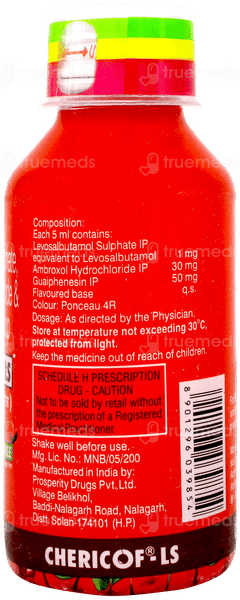 truemeds
Composition:
Each 5 ml contains:
Levosalbutamol Sulphate IP
equivalent to Levosalbutamol 1 mg
Ambroxol Hydrochloride IP 30 mg
Guaiphenesin IP 50 mg
Flavoured base q.s.
Colour: Ponceau 4R
Dosage: As directed by the Physician.
Store at temperature not exceeding 30°C,
protected from light.
Keep the medicine out of reach of children.
SCHEDULE H PRESCRIPTION
DRUG - CAUTION
Not to be sold by retail without
the prescription of a Registered
Medical Practitioner.
Shake well before use.
Mfg. Lic. No.: MNB/05/200
Manufactured in India by:
Prosperity Drugs Pvt. Ltd.
Village Belikhol,
Baddi-Nalagarh Road, Nalagarh,
Distt. Solan-174101 (H.P.)
8901296039854
CHERICOF®-LS